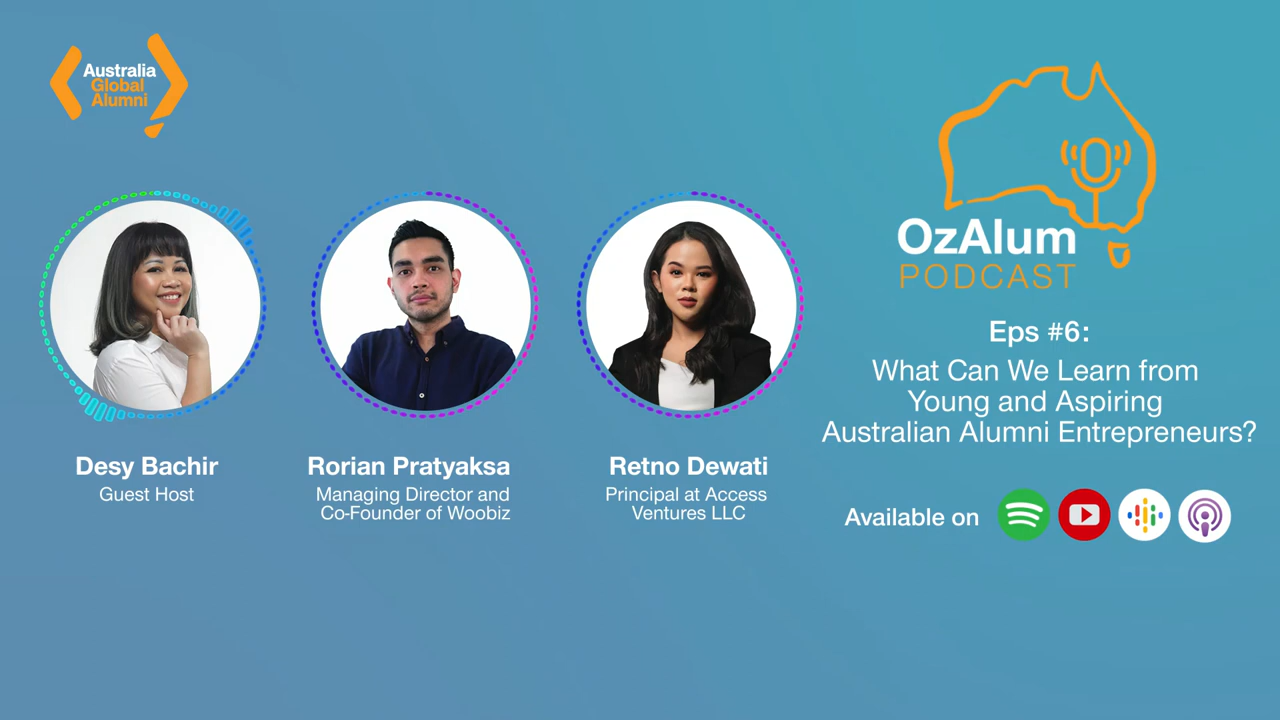 Australia
Global
Alumni
OzAlum
PODCAST
Eps #6:
What Can We Learn from
Young and Aspiring
Australian Alumni Entrepreneurs?
Desy Bachir
Guest Host
Rorian Pratyaksa
Managing Director and
Co-Founder of Woobiz
Retno Dewati
Principal at Access
Ventures LLC
Available on